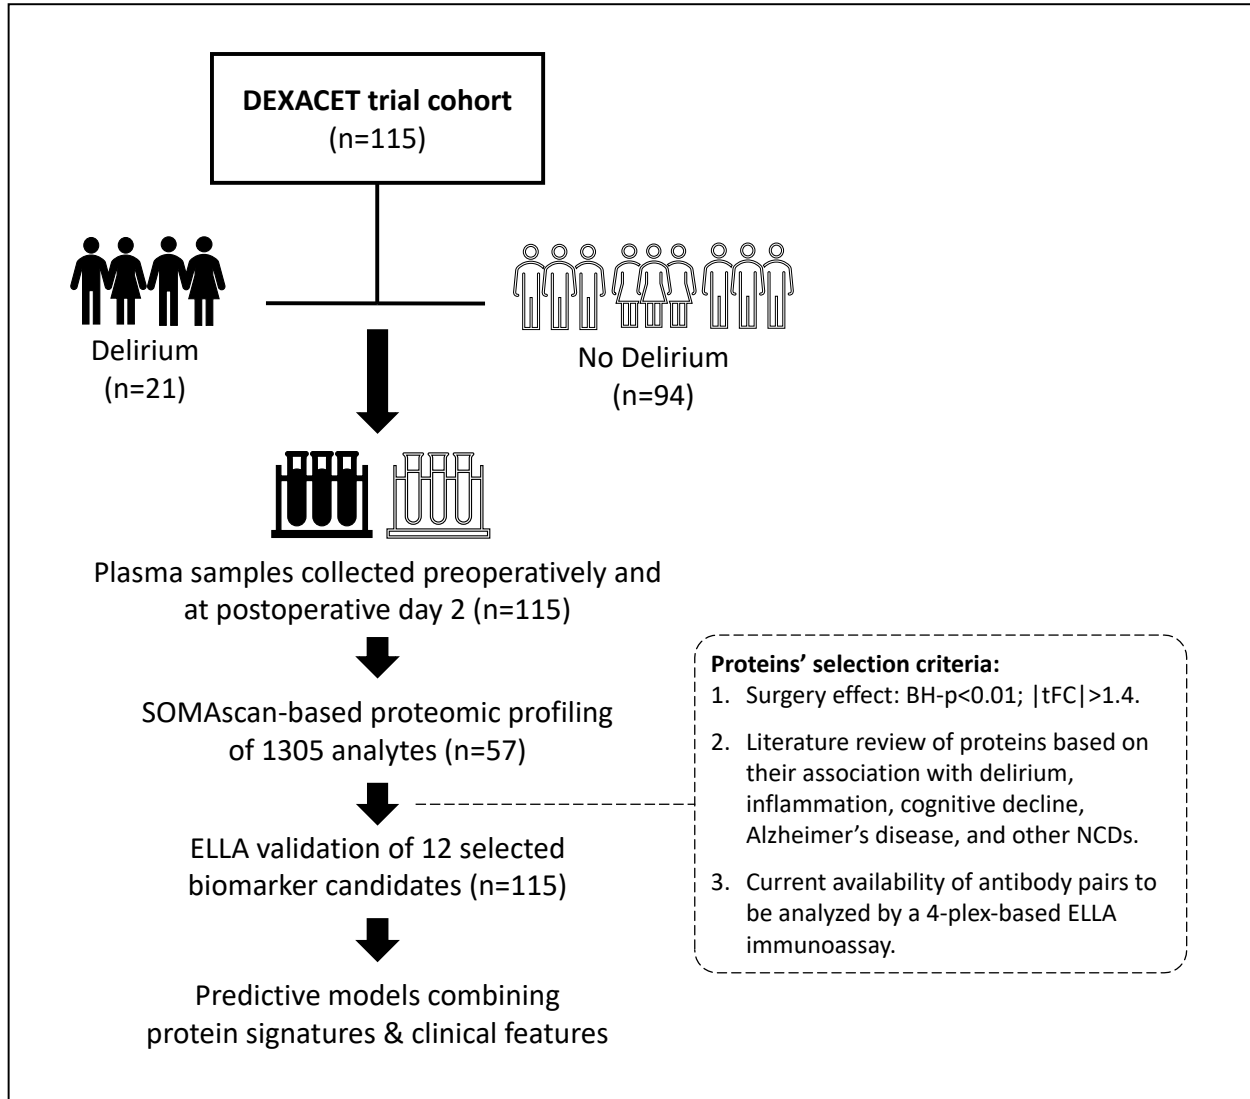 DEXACET trial cohort
(n=115)
Delirium
(n=21)
No Delirium
(n=94)
Plasma samples collected preoperatively and
at postoperative day 2 (n=115)
SOMAscan-based proteomic profiling
of 1305 analytes (n=57)
ELLA validation of 12 selected
biomarker candidates (n=115)
Predictive models combining
protein signatures & clinical features
Proteins’ selection criteria:
1. Surgery effect: BH-p<0.01; |tFC|>1.4.
2. Literature review of proteins based on
their association with delirium,
inflammation, cognitive decline,
Alzheimer’s disease, and other NCDs.
3. Current availability of antibody pairs to
be analyzed by a 4-plex-based ELLA
immunoassay.